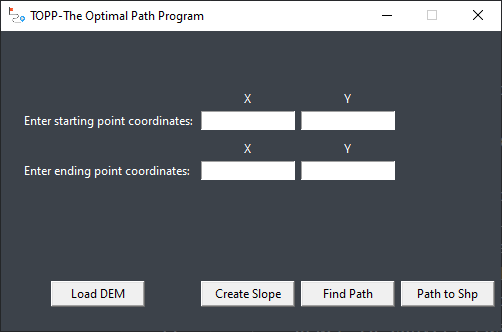 TOPP-The Optimal Path Program
X Y
Enter starting point coordinates:
X Y
Enter ending point coordinates:
Load DEM Create Slope Find Path Path to Shp